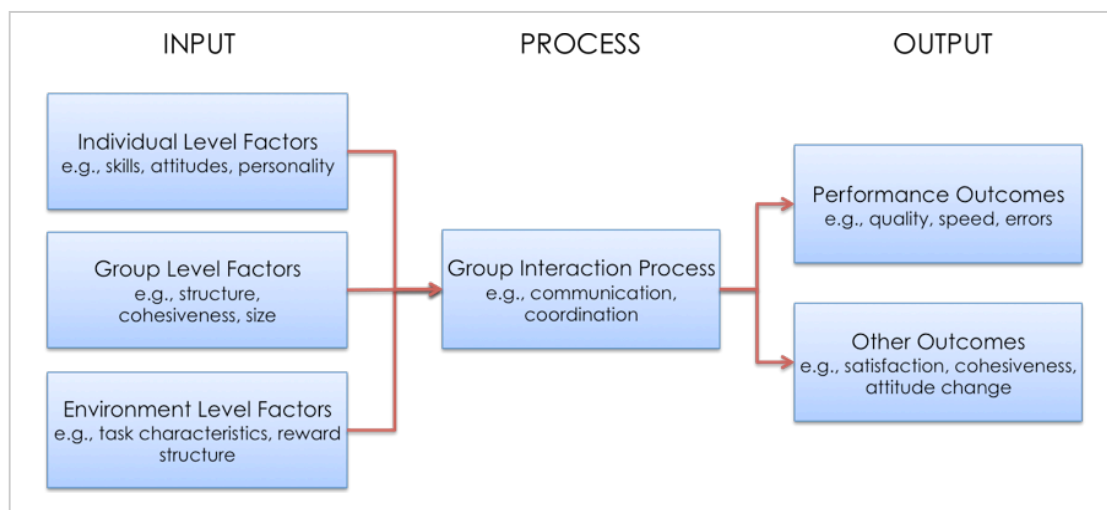 INPUT
PROCESS
OUTPUT
Individual Level Factors
e.g., skills, attitudes, personality
Group Level Factors
e.g., structure,
cohesiveness, size
Environment Level Factors
e.g., task characteristics, reward
structure
Group Interaction Process
e.g., communication,
coordination
Performance Outcomes
e.g., quality, speed, errors
Other Outcomes
e.g., satisfaction, cohesiveness,
attitude change